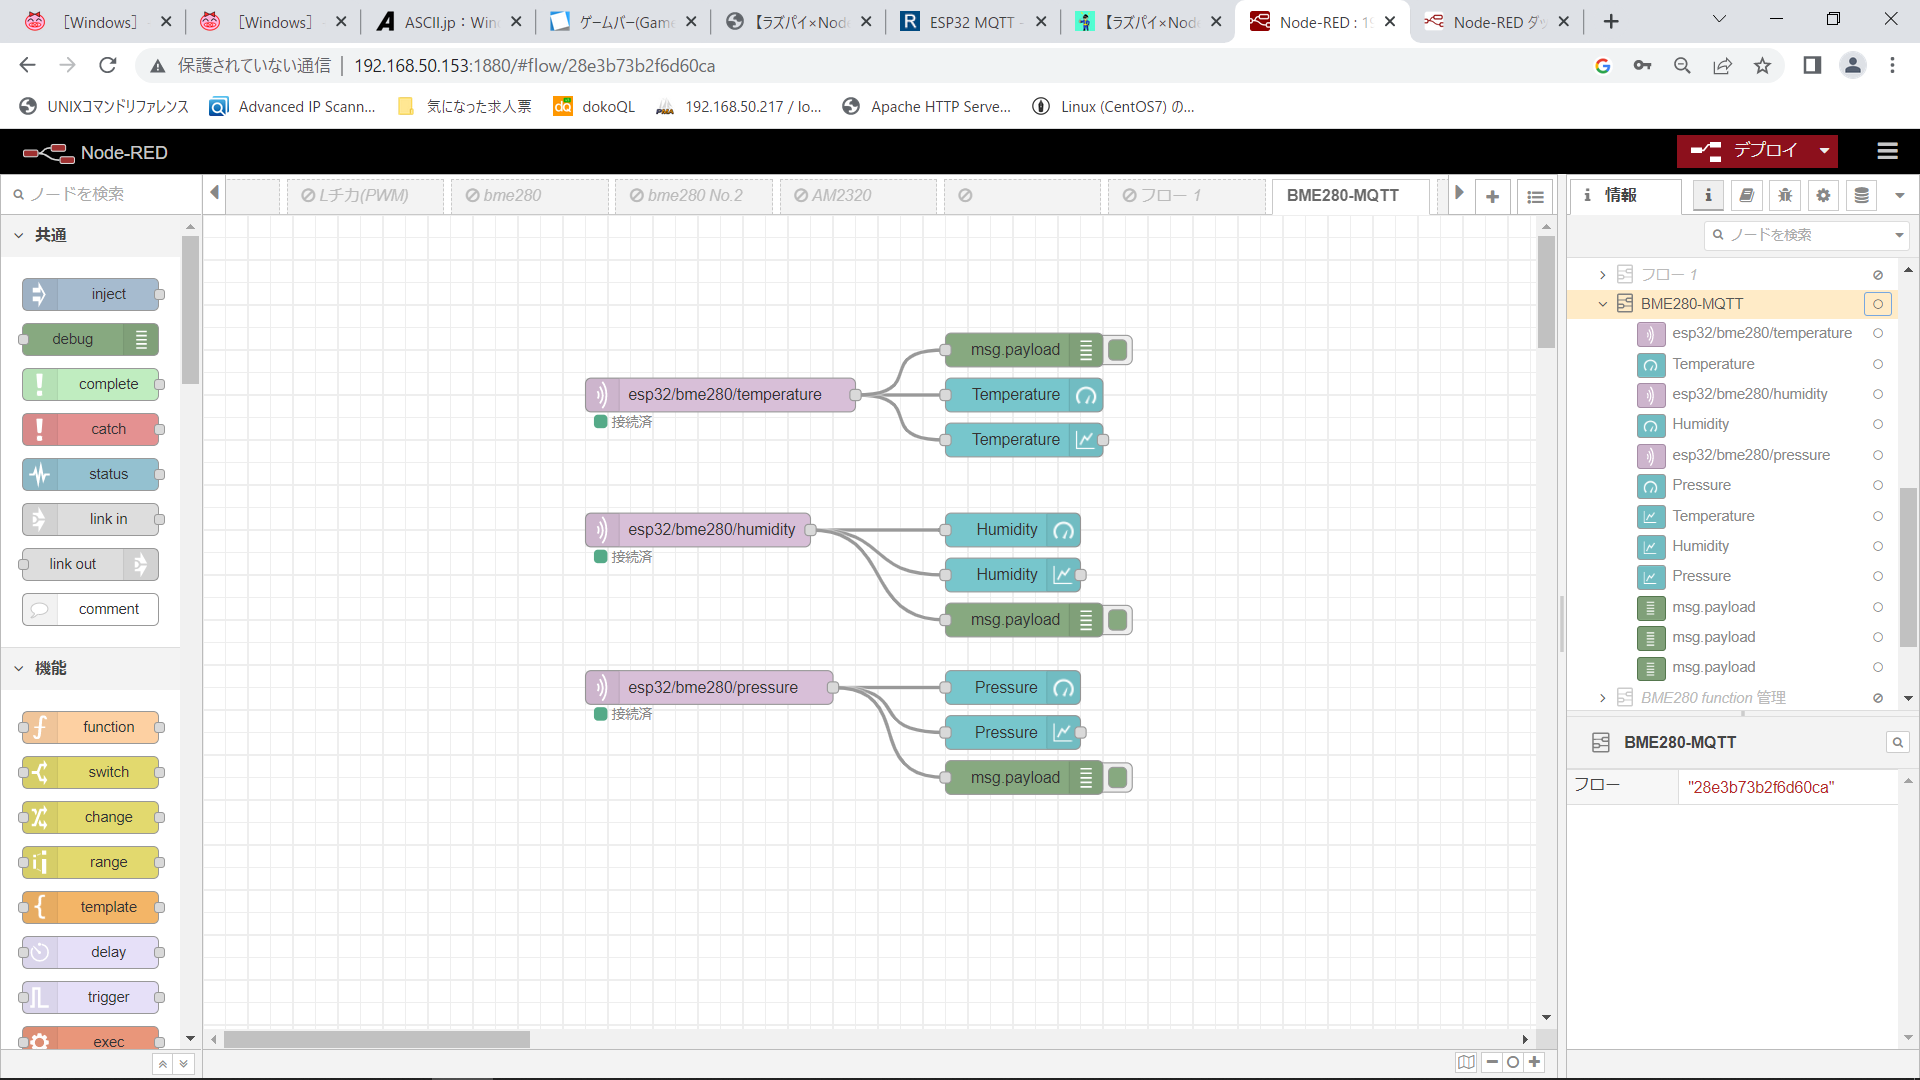 [Windows]
[Windows]
ASCII.jp：Win
ゲームバー(Gam
【ラズパイ×Node
ESP32 MQTT -
【ラズパイ×Node
Node-RED : 19
Node-RED ダッ
保護されていない通信
192.168.50.153:1880/#flow/28e3b73b2f6d60ca
UNIXコマンドリファレンス
Advanced IP Scann...
気になった求人票
dokoQL
192.168.50.217 / lo...
Apache HTTP Serve...
Linux (CentOS7) の...
Node-RED
デプロイ
ノードを検索
Lチカ(PWM)
bme280
bme280 No.2
AM2320
フロー 1
BME280-MQTT
情報
共通
inject
debug
complete
catch
status
link in
link out
comment
機能
function
switch
change
range
template
delay
trigger
exec
msg.payload
esp32/bme280/temperature
Temperature
接続済
Temperature
esp32/bme280/humidity
Humidity
接続済
Humidity
msg.payload
esp32/bme280/pressure
Pressure
接続済
Pressure
msg.payload
ノードを検索
フロー 1
BME280-MQTT
esp32/bme280/temperature
Temperature
esp32/bme280/humidity
Humidity
esp32/bme280/pressure
Pressure
Temperature
Humidity
Pressure
msg.payload
msg.payload
msg.payload
BME280 function 管理
BME280-MQTT
フロー
"28e3b73b2f6d60ca"